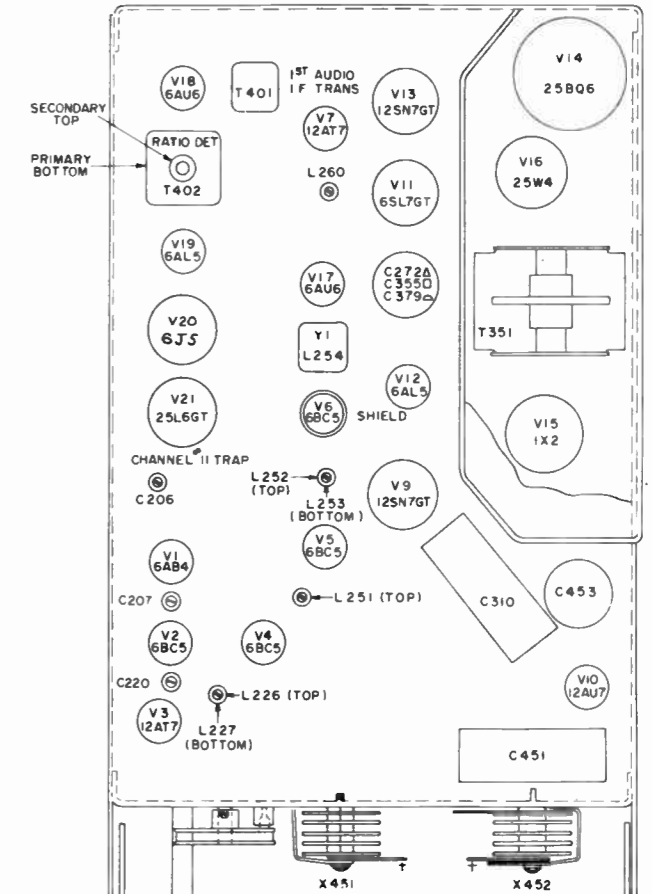 V14
25BQ6
V18
6AU6
T401
1ST AUDIO
I F TRANS
V13
12SN7GT
V7
12AT7
SECONDARY
TOP
RATIO DET
PRIMARY
BOTTOM
T402
L260
V11
6SL7GT
V16
25W4
V19
6AL5
V17
6AU6
C272△
C355□
C379⌓
T351
V20
6J5
Y1
L254
V12
6AL5
V21
25L6GT
V6
6BC5
SHIELD
V15
1X2
CHANNEL 11 TRAP
C206
L252
(TOP)
L253
(BOTTOM)
V9
12SN7GT
V5
6BC5
V1
6AB4
C207
L251 (TOP)
C310
C453
V2
6BC5
V4
6BC5
C220
L226 (TOP)
V10
12AU7
V3
12AT7
L227
(BOTTOM)
C451
X451
X452